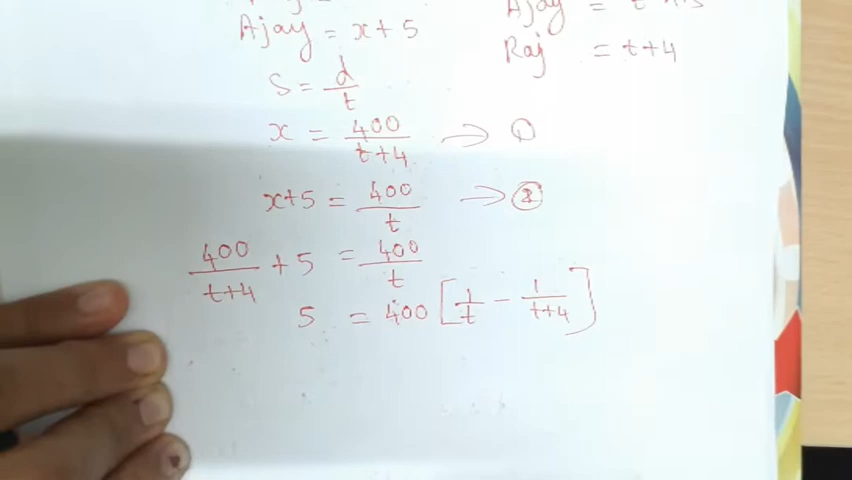 Ajay = x + 5
Ajay = t
Raj = t + 4
S = d/t
x = 400/(t+4) → ①
x+5 = 400/t → ②
400/(t+4) + 5 = 400/t
5 = 400 [1/t − 1/(t+4)]